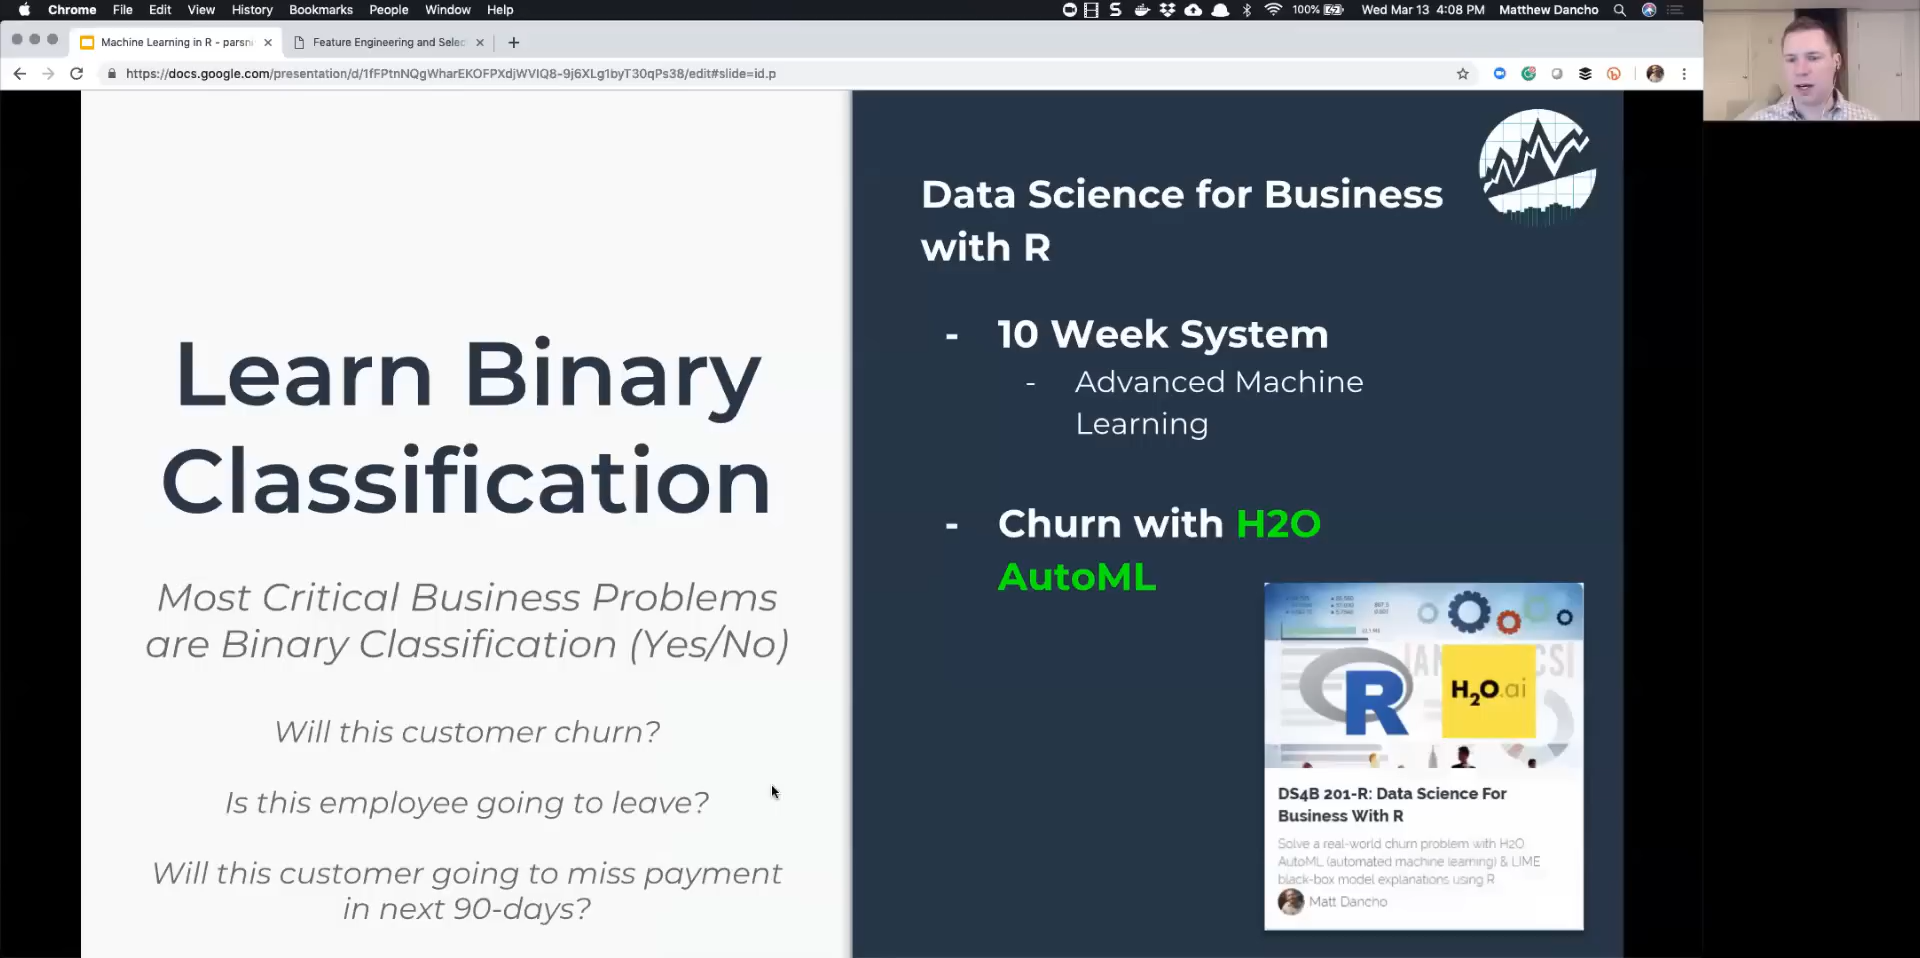 Chrome File Edit View History Bookmarks People Window Help
100%
Wed Mar 13 4:08 PM
Matthew Dancho
Machine Learning in R - parsn
Feature Engineering and Selec
https://docs.google.com/presentation/d/1fFPtnNQgWharEKOFPXdjWVIQ8-9j6XLg1byT30qPs38/edit#slide=id.p
Learn Binary
Classification
Most Critical Business Problems
are Binary Classification (Yes/No)
Will this customer churn?
Is this employee going to leave?
Will this customer going to miss payment
in next 90-days?
Data Science for Business
with R
- 10 Week System
- Advanced Machine
Learning
- Churn with H2O
AutoML
R
H2O.ai
DS4B 201-R: Data Science For
Business With R
Solve a real-world churn problem with H2O
AutoML (automated machine learning) & LIME
black-box model explanations using R
Matt Dancho